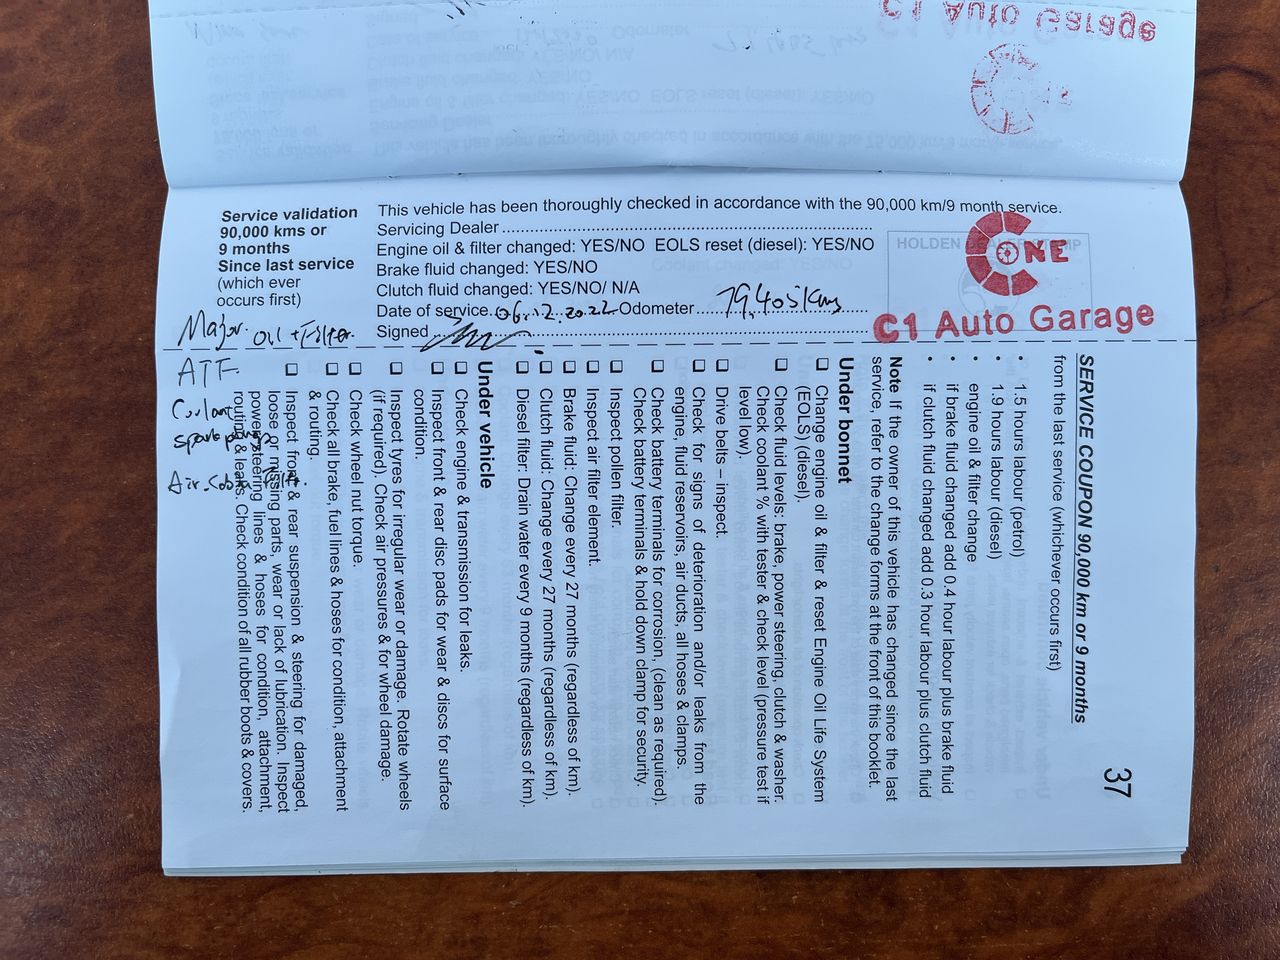 C1 Auto Garage
Service validation
90,000 kms or
9 months
Since last service
(which ever
occurs first)
This vehicle has been thoroughly checked in accordance with the 90,000 km/9 month service.
Servicing Dealer
Engine oil & filter changed: YES/NO EOLS reset (diesel): YES/NO
Brake fluid changed: YES/NO
Clutch fluid changed: YES/NO/ N/A
Date of service 06.12.2022 Odometer 79,405 kms
Signed
HOLDEN DEALER STAMP
ONE
C1 Auto Garage
Major. Oil + Filter.
ATF
Coolant
spark plugs
Air. Cabin Filter.
SERVICE COUPON 90,000 km or 9 months
from the last service (whichever occurs first)
37
• 1.5 hours labour (petrol)
• 1.9 hours labour (diesel)
• engine oil & filter change
• if brake fluid changed add 0.4 hour labour plus brake fluid
• if clutch fluid changed add 0.3 hour labour plus clutch fluid
Note If the owner of this vehicle has changed since the last
service, refer to the change forms at the front of this booklet.
Under bonnet
❑ Change engine oil & filter & reset Engine Oil Life System
(EOLS) (diesel).
❑ Check fluid levels: brake, power steering, clutch & washer.
Check coolant % with tester & check level (pressure test if
level low).
❑ Drive belts – inspect.
❑ Check for signs of deterioration and/or leaks from the
engine, fluid reservoirs, air ducts, all hoses & clamps.
❑ Check battery terminals for corrosion, (clean as required).
Check battery terminals & hold down clamp for security.
❑ Inspect pollen filter.
❑ Inspect air filter element.
❑ Brake fluid: Change every 27 months (regardless of km).
❑ Clutch fluid: Change every 27 months (regardless of km).
❑ Diesel filter: Drain water every 9 months (regardless of km).
Under vehicle
❑ Check engine & transmission for leaks.
❑ Inspect front & rear disc pads for wear & discs for surface
condition.
❑ Inspect tyres for irregular wear or damage. Rotate wheels
(if required). Check air pressures & for wheel damage.
❑ Check wheel nut torque.
❑ Check all brake, fuel lines & hoses for condition, attachment
& routing.
❑ Inspect front & rear suspension & steering for damaged,
loose or missing parts, wear or lack of lubrication. Inspect
power steering lines & hoses for condition, attachment,
routing & leaks. Check condition of all rubber boots & covers.